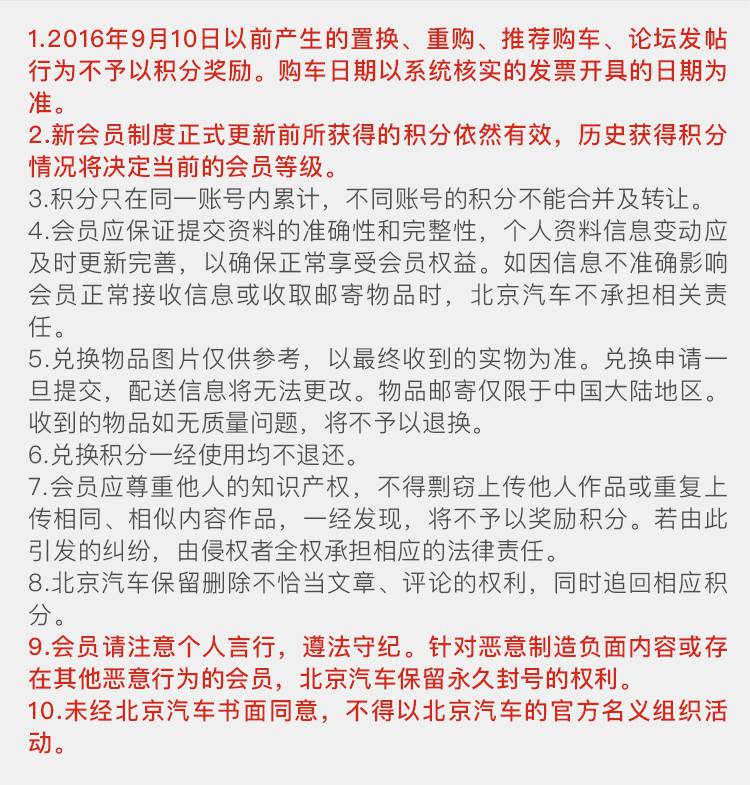 1.2016年9月10日以前产生的置换、重购、推荐购车、论坛发帖
行为不予以积分奖励。购车日期以系统核实的发票开具的日期为
准。
2.新会员制度正式更新前所获得的积分依然有效，历史获得积分
情况将决定当前的会员等级。
3.积分只在同一账号内累计，不同账号的积分不能合并及转让。
4.会员应保证提交资料的准确性和完整性，个人资料信息变动应
及时更新完善，以确保正常享受会员权益。如因信息不准确影响
会员正常接收信息或收取邮寄物品时，北京汽车不承担相关责
任。
5.兑换物品图片仅供参考，以最终收到的实物为准。兑换申请一
旦提交，配送信息将无法更改。物品邮寄仅限于中国大陆地区。
收到的物品如无质量问题，将不予以退换。
6.兑换积分一经使用均不退还。
7.会员应尊重他人的知识产权，不得剽窃上传他人作品或重复上
传相同、相似内容作品，一经发现，将不予以奖励积分。若由此
引发的纠纷，由侵权者全权承担相应的法律责任。
8.北京汽车保留删除不恰当文章、评论的权利，同时追回相应积
分。
9.会员请注意个人言行，遵法守纪。针对恶意制造负面内容或存
在其他恶意行为的会员，北京汽车保留永久封号的权利。
10.未经北京汽车书面同意，不得以北京汽车的官方名义组织活
动。